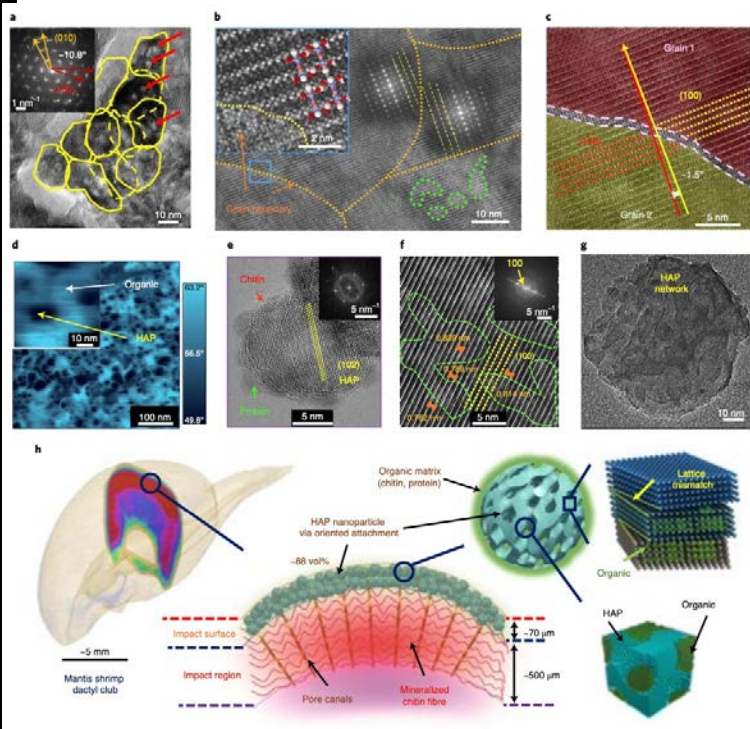 a
(010)
~10.8°
1 nm⁻¹
10 nm
b
2 nm
Grain boundary
10 nm
c
Grain 1
(100)
~1.5°
Grain 2
5 nm
d
Organic
HAP
10 nm
100 nm
63.2°
56.5°
49.8°
e
Chitin
5 nm⁻¹
(102)
HAP
Protein
5 nm
f
100
5 nm⁻¹
(100)
5 nm
g
HAP
network
10 nm
h
~5 mm
Mantis shrimp
dactyl club
Organic matrix
(chitin, protein)
HAP nanoparticle
via oriented attachment
~88 vol%
Impact surface
Impact region
Pore canals
Mineralized
chitin fibre
~70 μm
~500 μm
Lattice
mismatch
Organic
HAP
Organic